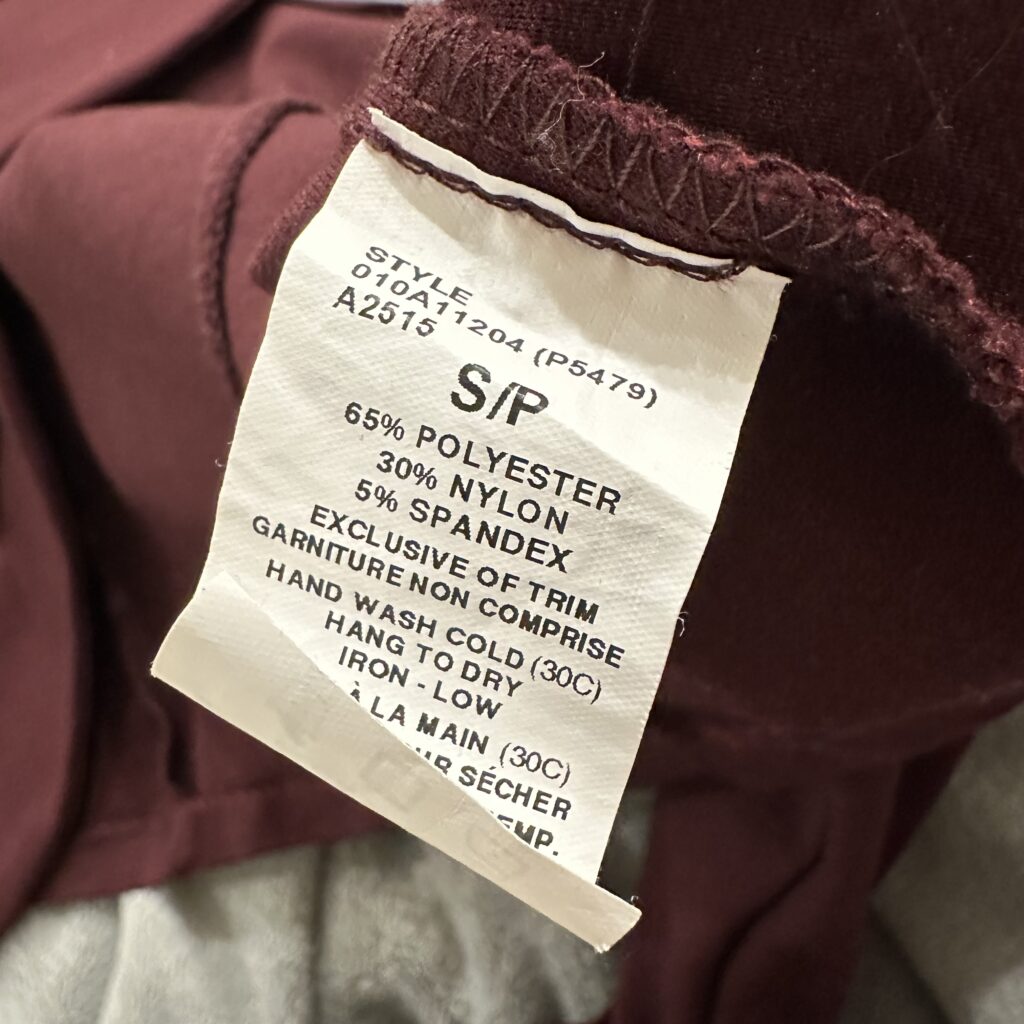 STYLE
010A11204 (P5479)
A2515
S/P
65% POLYESTER
30% NYLON
5% SPANDEX
EXCLUSIVE OF TRIM
GARNITURE NON COMPRISE
HAND WASH COLD (30C)
HANG TO DRY
IRON - LOW
À LA MAIN (30C)
SÉCHER